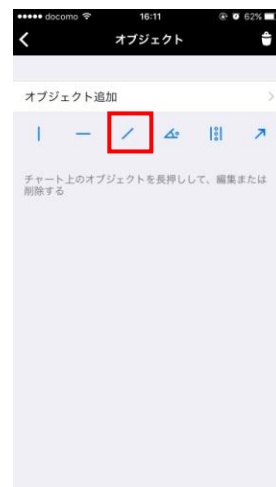 docomo 16:11 62%
オブジェクト
オブジェクト追加
チャート上のオブジェクトを長押しして、編集または
削除する